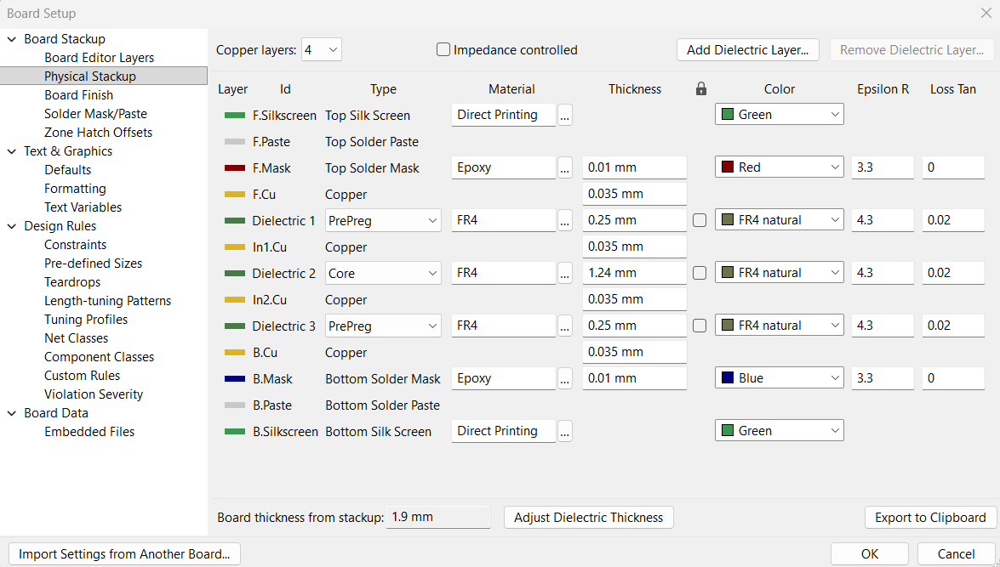 Board Setup
Board Stackup
Board Editor Layers
Physical Stackup
Board Finish
Solder Mask/Paste
Zone Hatch Offsets
Text & Graphics
Defaults
Formatting
Text Variables
Design Rules
Constraints
Pre-defined Sizes
Teardrops
Length-tuning Patterns
Tuning Profiles
Net Classes
Component Classes
Custom Rules
Violation Severity
Board Data
Embedded Files
Copper layers: 4 Impedance controlled Add Dielectric Layer... Remove Dielectric Layer...
Layer Id Type Material Thickness Color Epsilon R Loss Tan
F.Silkscreen Top Silk Screen Direct Printing ... Green
F.Paste Top Solder Paste
F.Mask Top Solder Mask Epoxy ... 0.01 mm Red 3.3 0
F.Cu Copper 0.035 mm
Dielectric 1 PrePreg FR4 ... 0.25 mm FR4 natural 4.3 0.02
In1.Cu Copper 0.035 mm
Dielectric 2 Core FR4 ... 1.24 mm FR4 natural 4.3 0.02
In2.Cu Copper 0.035 mm
Dielectric 3 PrePreg FR4 ... 0.25 mm FR4 natural 4.3 0.02
B.Cu Copper 0.035 mm
B.Mask Bottom Solder Mask Epoxy ... 0.01 mm Blue 3.3 0
B.Paste Bottom Solder Paste
B.Silkscreen Bottom Silk Screen Direct Printing ... Green
Board thickness from stackup: 1.9 mm Adjust Dielectric Thickness Export to Clipboard
Import Settings from Another Board... OK Cancel